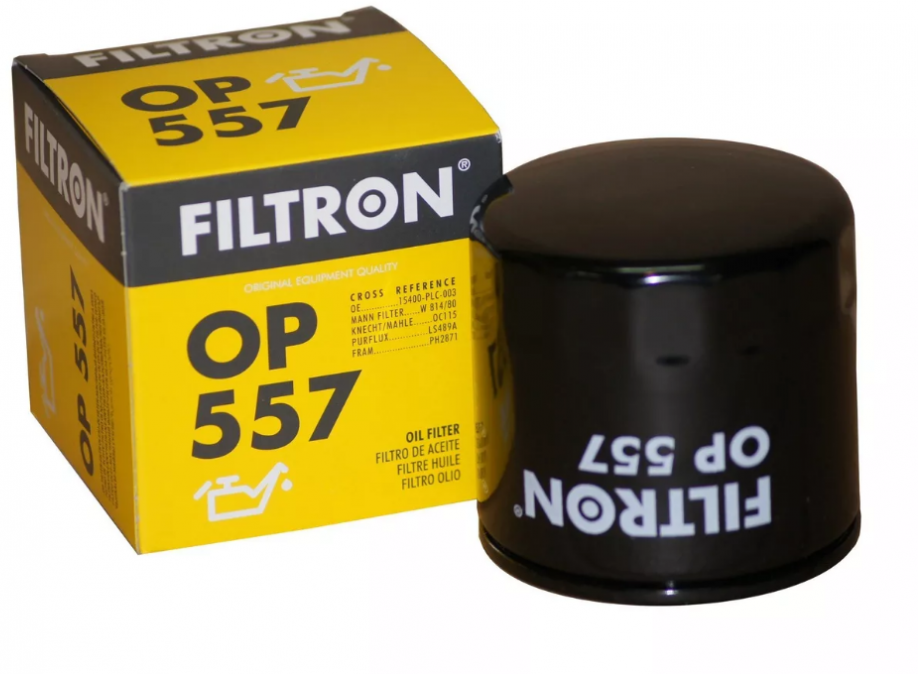 FILTRON
OP
557
FILTRON
OP 557
FILTRON®
ORIGINAL EQUIPMENT QUALITY
OP
557
CROSS REFERENCE
OE..........15400-PLC-003
MANN FILTER.....W 814/80
KNECHT/MAHLE.....OC115
PURFLUX..............LS489A
FRAM...................PH2871
OIL FILTER
FILTRO DE ACEITE
FILTRE HUILE
FILTRO OLIO
FILTRON®
OP 557